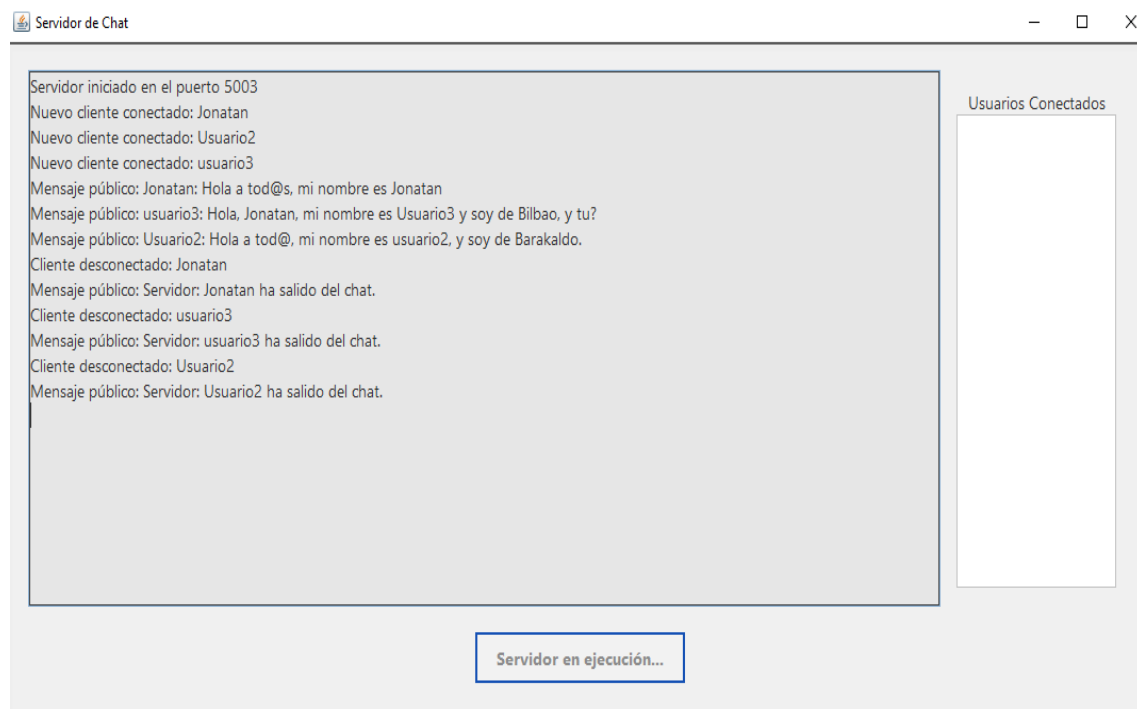 Servidor de Chat
Servidor iniciado en el puerto 5003
Nuevo cliente conectado: Jonatan
Nuevo cliente conectado: Usuario2
Nuevo cliente conectado: usuario3
Mensaje público: Jonatan: Hola a tod@s, mi nombre es Jonatan
Mensaje público: usuario3: Hola, Jonatan, mi nombre es Usuario3 y soy de Bilbao, y tu?
Mensaje público: Usuario2: Hola a tod@, mi nombre es usuario2, y soy de Barakaldo.
Cliente desconectado: Jonatan
Mensaje público: Servidor: Jonatan ha salido del chat.
Cliente desconectado: usuario3
Mensaje público: Servidor: usuario3 ha salido del chat.
Cliente desconectado: Usuario2
Mensaje público: Servidor: Usuario2 ha salido del chat.
Usuarios Conectados
Servidor en ejecución...